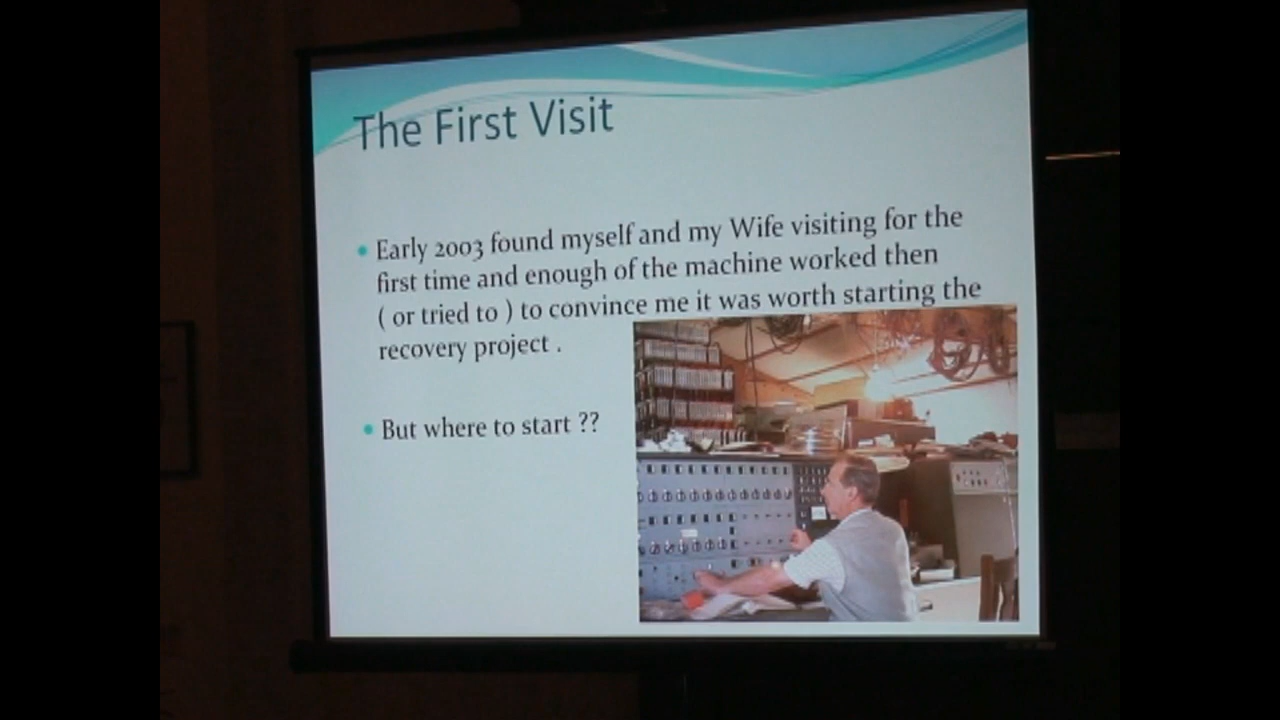 The First Visit
Early 2003 found myself and my Wife visiting for the
first time and enough of the machine worked then
( or tried to ) to convince me it was worth starting the
recovery project .
But where to start ??